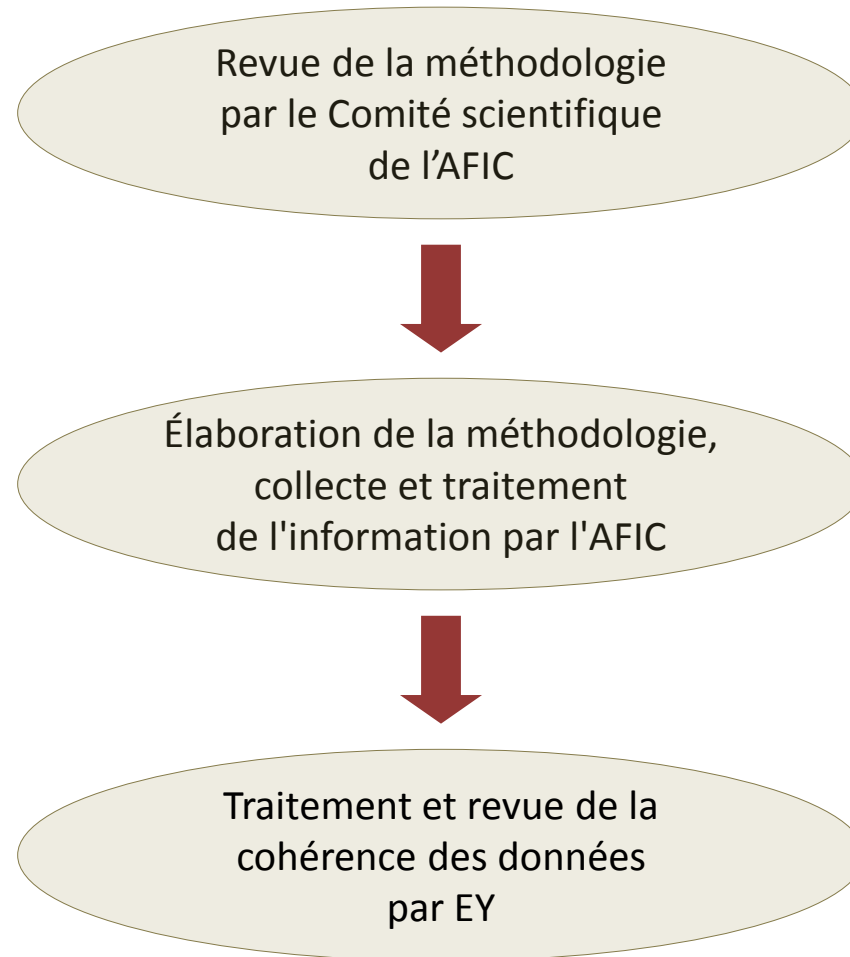 Revue de la méthodologie
par le Comité scientifique
de l’AFIC
Élaboration de la méthodologie,
collecte et traitement
de l'information par l'AFIC
Traitement et revue de la
cohérence des données
par EY